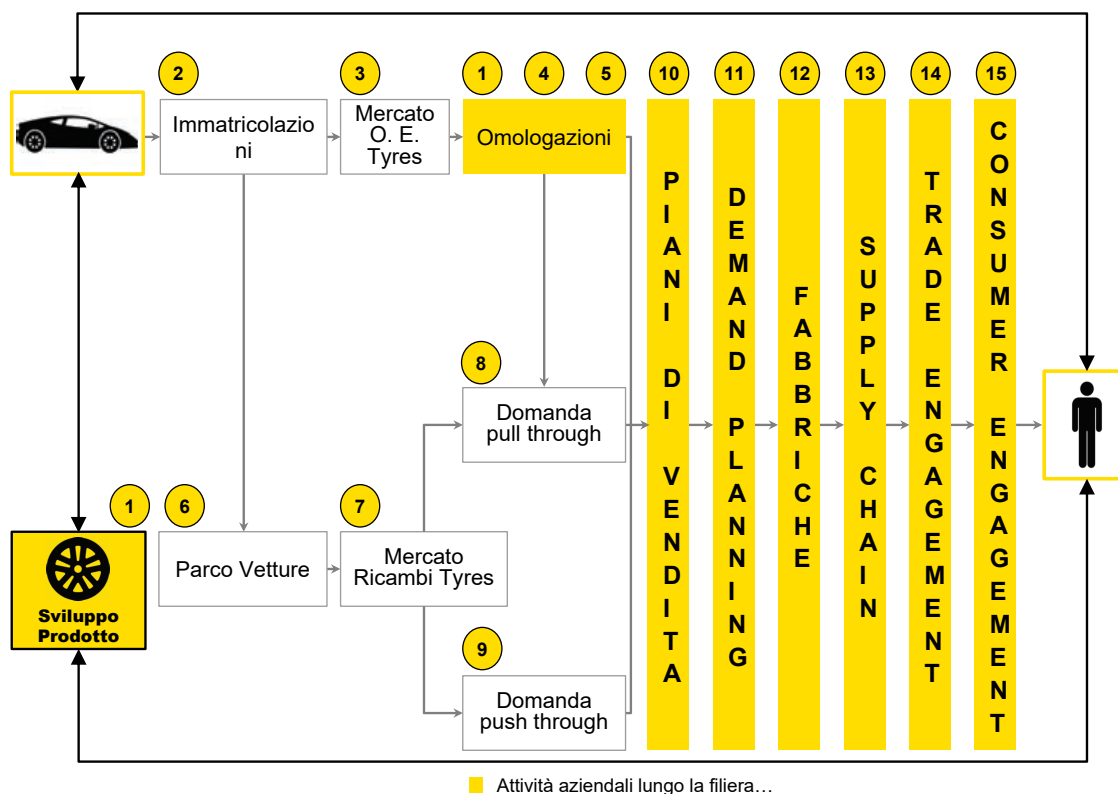 2
3
1
4
5
10
11
12
13
14
15
Immatricolazio
ni
Mercato
O. E.
Tyres
Omologazioni
PIANI DI VENDITA
DEMAND PLANNING
FABBRICHE
SUPPLY CHAIN
TRADE ENGAGEMENT
CONSUMER ENGAGEMENT
8
Domanda
pull through
1
6
7
Sviluppo
Prodotto
Parco Vetture
Mercato
Ricambi Tyres
9
Domanda
push through
Attività aziendali lungo la filiera…